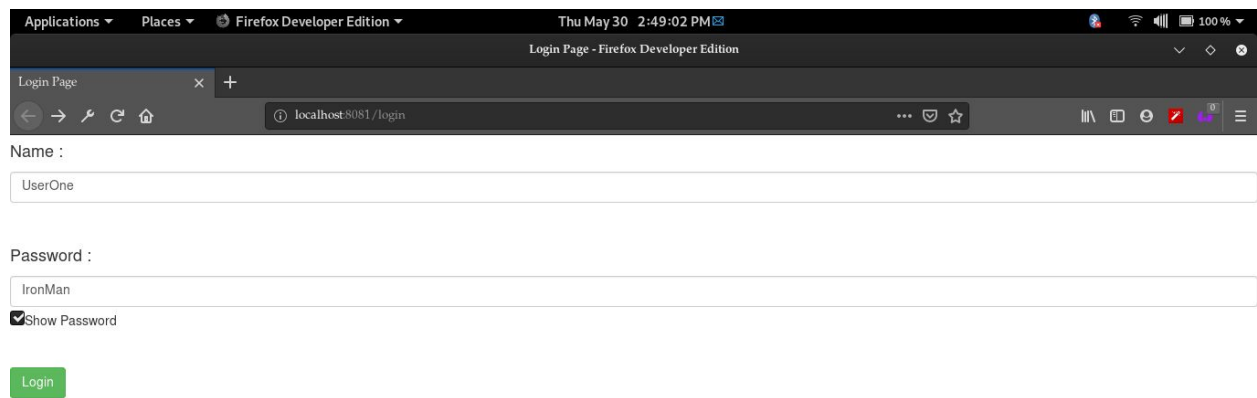 Applications Places Firefox Developer Edition Thu May 30 2:49:02 PM 100 %
Login Page - Firefox Developer Edition
Login Page
localhost:8081/login 0
Name :
UserOne
Password :
IronMan
Show Password
Login